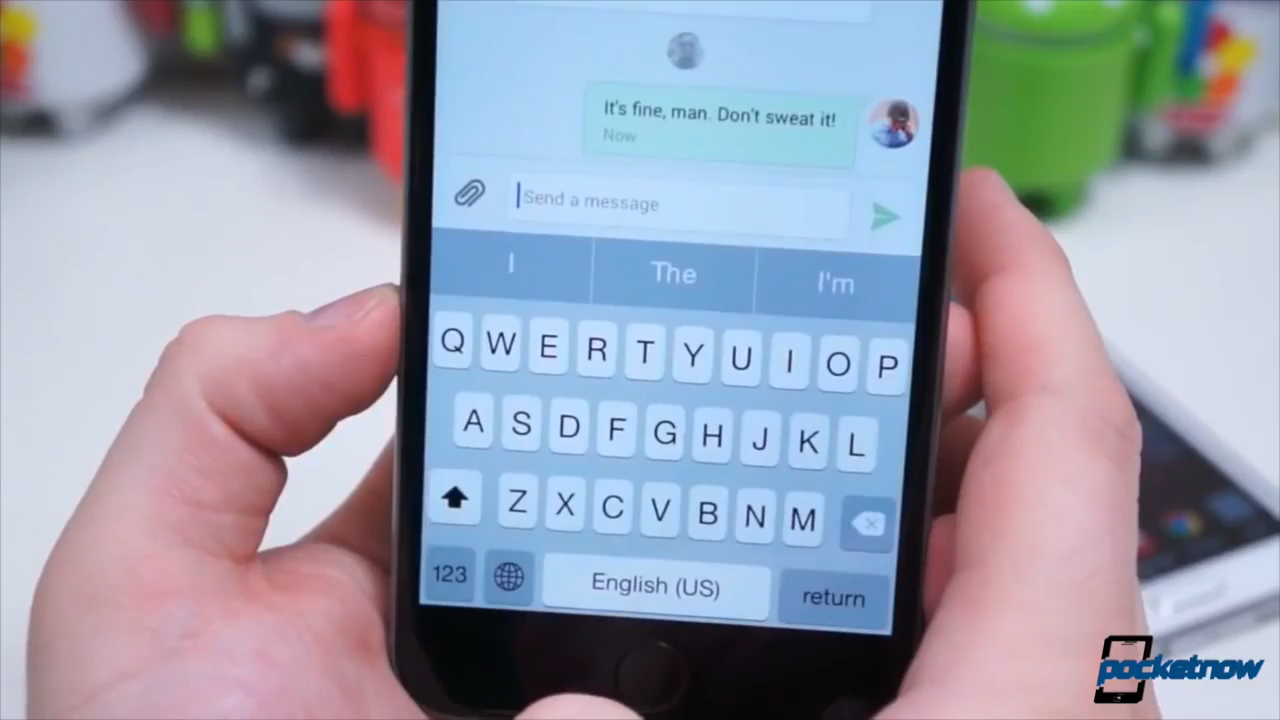 It's fine, man. Don't sweat it!
Now
Send a message
I The I'm
Q W E R T Y U I O P
A S D F G H J K L
Z X C V B N M
123 English (US) return
pocketnow